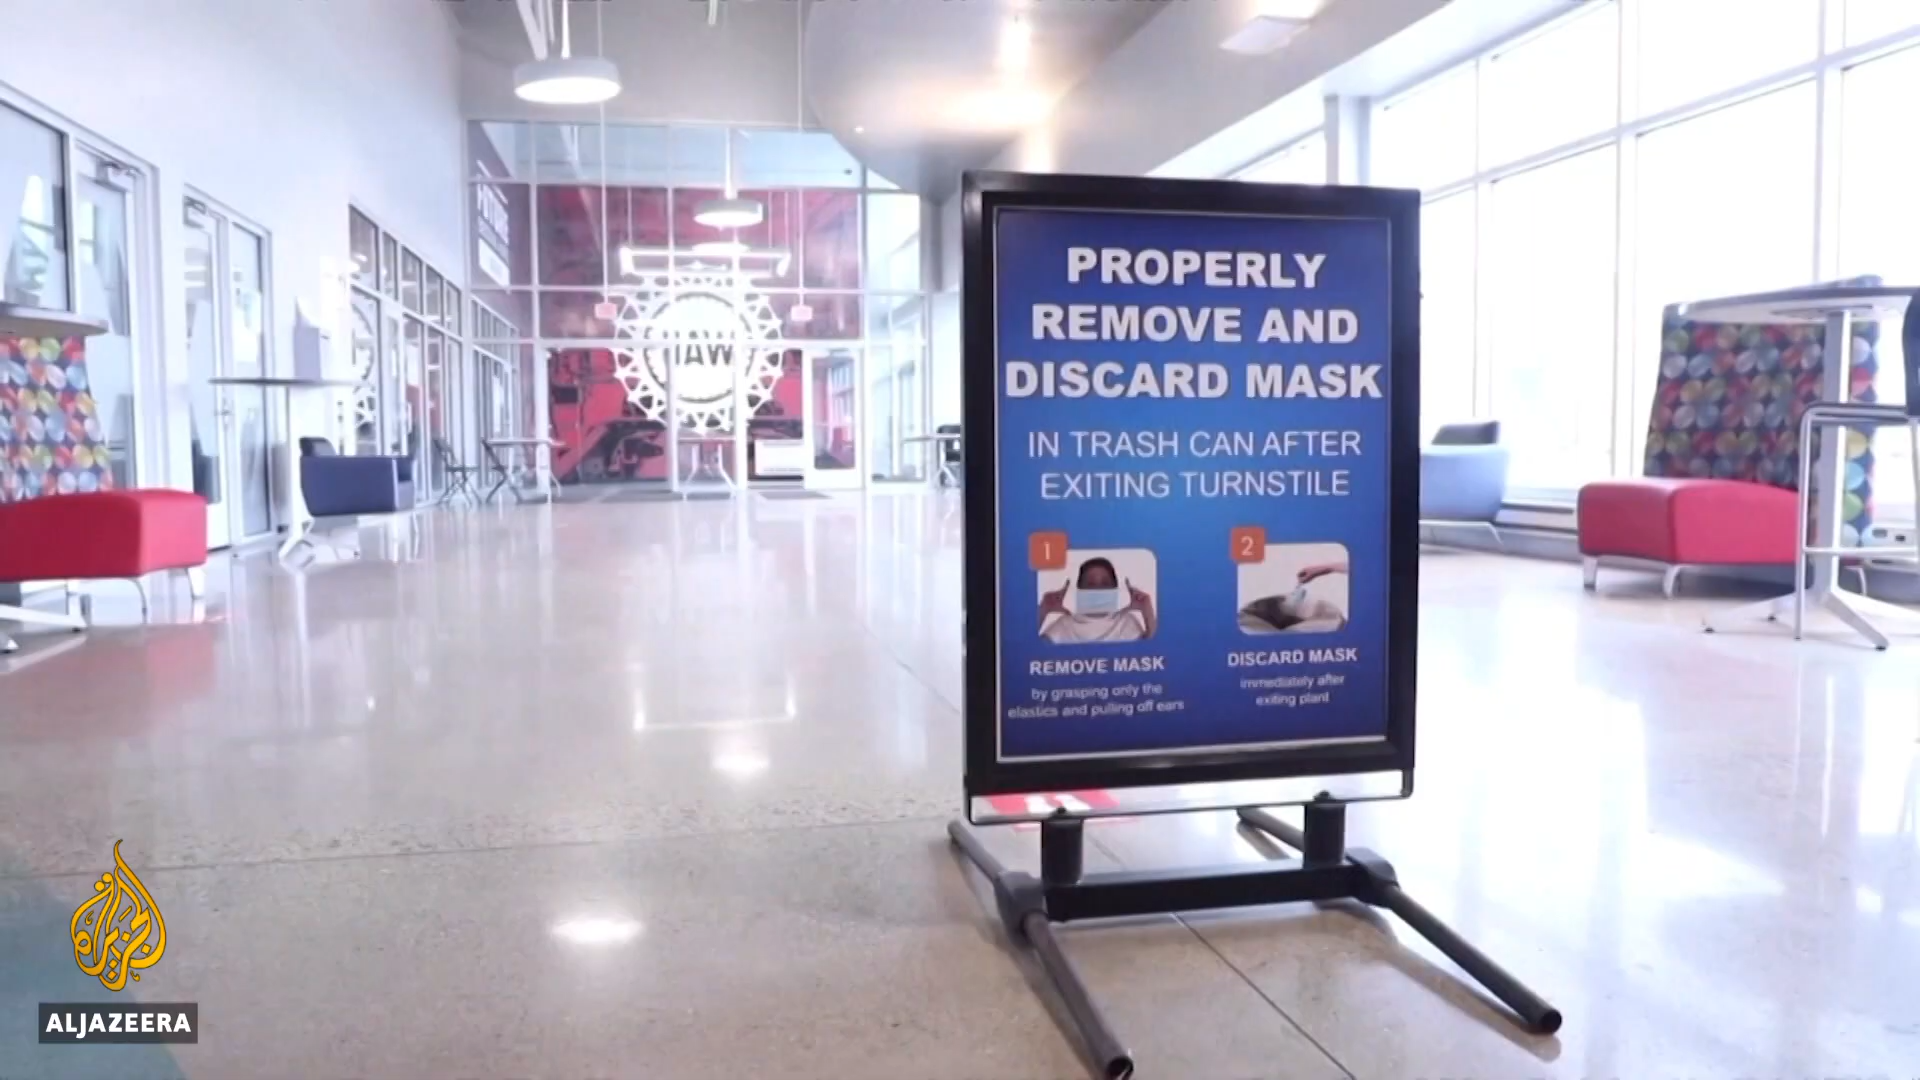 PROPERLY
REMOVE AND
DISCARD MASK
IN TRASH CAN AFTER
EXITING TURNSTILE
1
2
REMOVE MASK
by grasping only the
elastics and pulling off ears
DISCARD MASK
immediately after
exiting plant
UAW
الجزيرة
ALJAZEERA